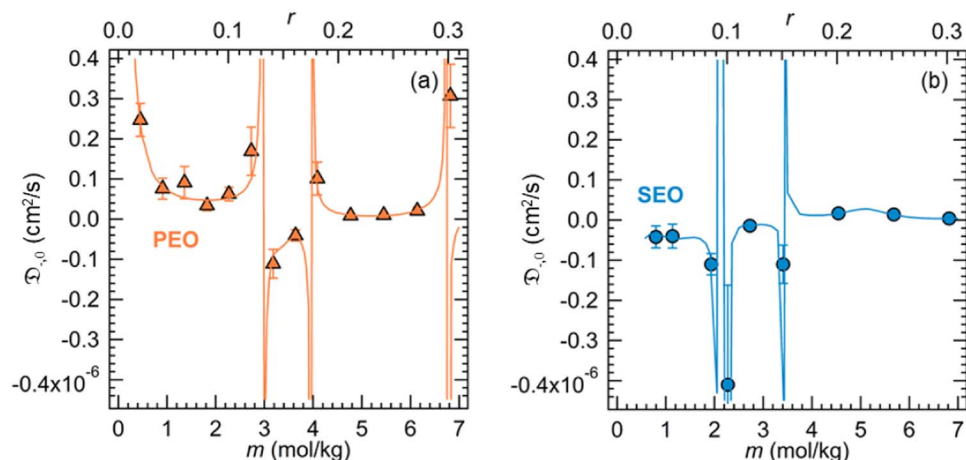 r
0.0 0.1 0.2 0.3
0.4
0.3
0.2
0.1
0.0
-0.1
-0.2
-0.3
-0.4x10⁻⁶
𝔇₋,₀ (cm²/s)
(a)
PEO
0 1 2 3 4 5 6 7
m (mol/kg)
r
0.0 0.1 0.2 0.3
0.4
0.3
0.2
0.1
0.0
-0.1
-0.2
-0.3
-0.4x10⁻⁶
𝔇₋,₀ (cm²/s)
(b)
SEO
0 1 2 3 4 5 6 7
m (mol/kg)